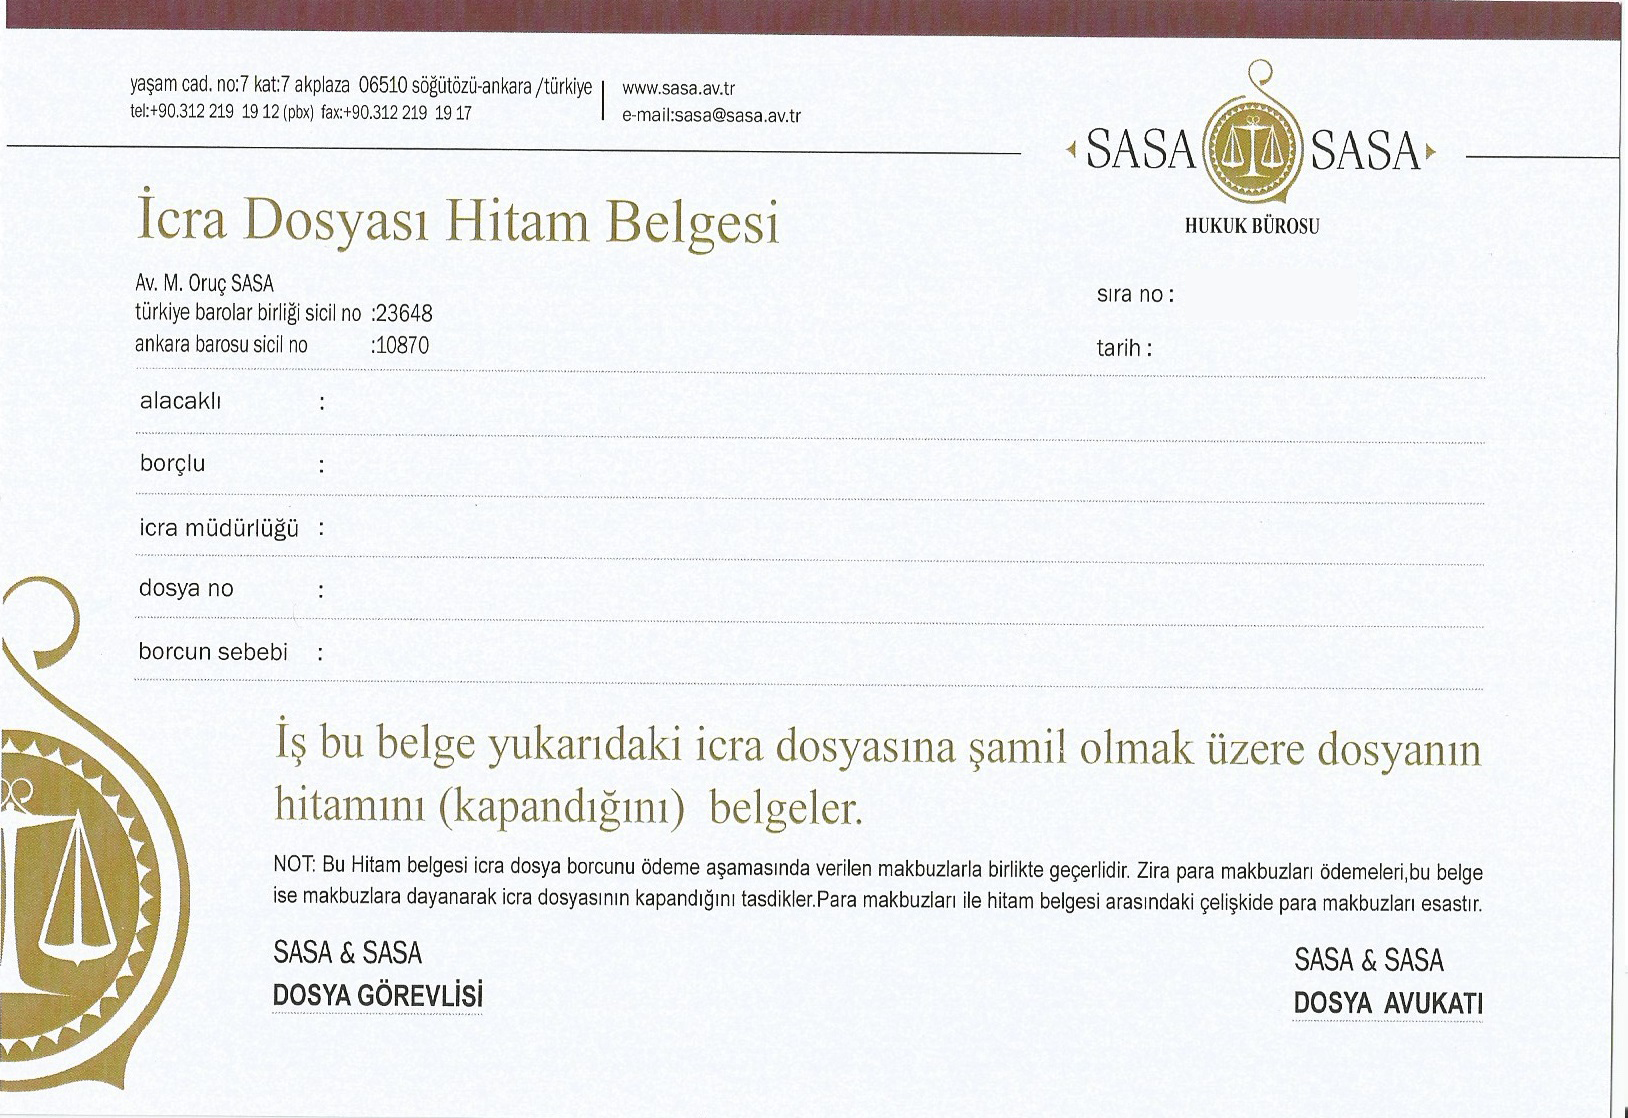 yaşam cad. no:7 kat:7 akplaza 06510 söğütözü-ankara /türkiye
tel:+90.312 219 19 12 (pbx) fax:+90.312 219 19 17
www.sasa.av.tr
e-mail:sasa@sasa.av.tr
SASA SASA
HUKUK BÜROSU
İcra Dosyası Hitam Belgesi
Av. M. Oruç SASA
türkiye barolar birliği sicil no :23648
ankara barosu sicil no :10870
sıra no :
tarih :
alacaklı :
borçlu :
icra müdürlüğü :
dosya no :
borcun sebebi :
İş bu belge yukarıdaki icra dosyasına şamil olmak üzere dosyanın
hitamını (kapandığını) belgeler.
NOT: Bu Hitam belgesi icra dosya borcunu ödeme aşamasında verilen makbuzlarla birlikte geçerlidir. Zira para makbuzları ödemeleri,bu belge
ise makbuzlara dayanarak icra dosyasının kapandığını tasdikler.Para makbuzları ile hitam belgesi arasındaki çelişkide para makbuzları esastır.
SASA & SASA
DOSYA GÖREVLİSİ
SASA & SASA
DOSYA AVUKATI